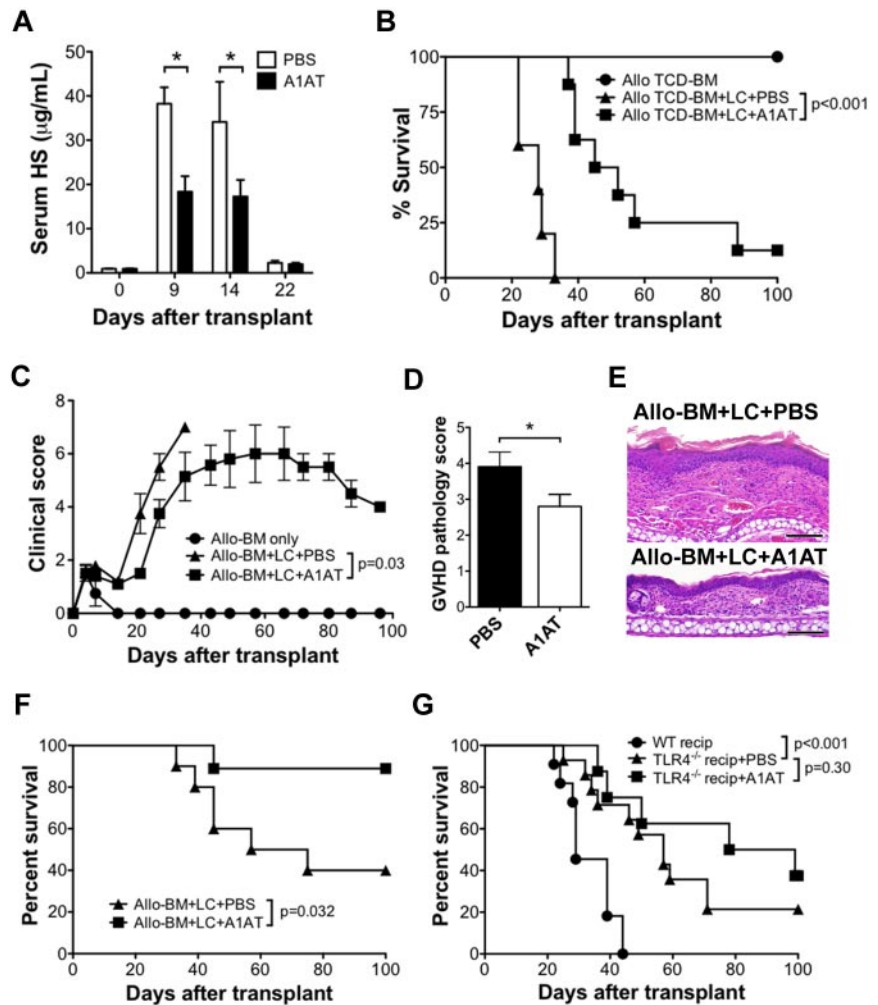 A
Serum HS (µg/mL)
50
40
30
20
10
0
PBS
A1AT
*
*
0
9
14
22
Days after transplant
B
% Survival
100
75
50
25
0
Allo TCD-BM
Allo TCD-BM+LC+PBS
Allo TCD-BM+LC+A1AT
p<0.001
0
20
40
60
80
100
Days after transplant
C
Clinical score
8
6
4
2
0
Allo-BM only
Allo-BM+LC+PBS
Allo-BM+LC+A1AT
p=0.03
0
20
40
60
80
100
Days after transplant
D
GVHD pathology score
5
4
3
2
1
0
*
PBS
A1AT
E
Allo-BM+LC+PBS
Allo-BM+LC+A1AT
F
Percent survival
100
80
60
40
20
0
Allo-BM+LC+PBS
Allo-BM+LC+A1AT
p=0.032
0
20
40
60
80
100
Days after transplant
G
Percent survival
100
80
60
40
20
0
WT recip
TLR4-/- recip+PBS
TLR4-/- recip+A1AT
p<0.001
p=0.30
0
20
40
60
80
100
Days after transplant